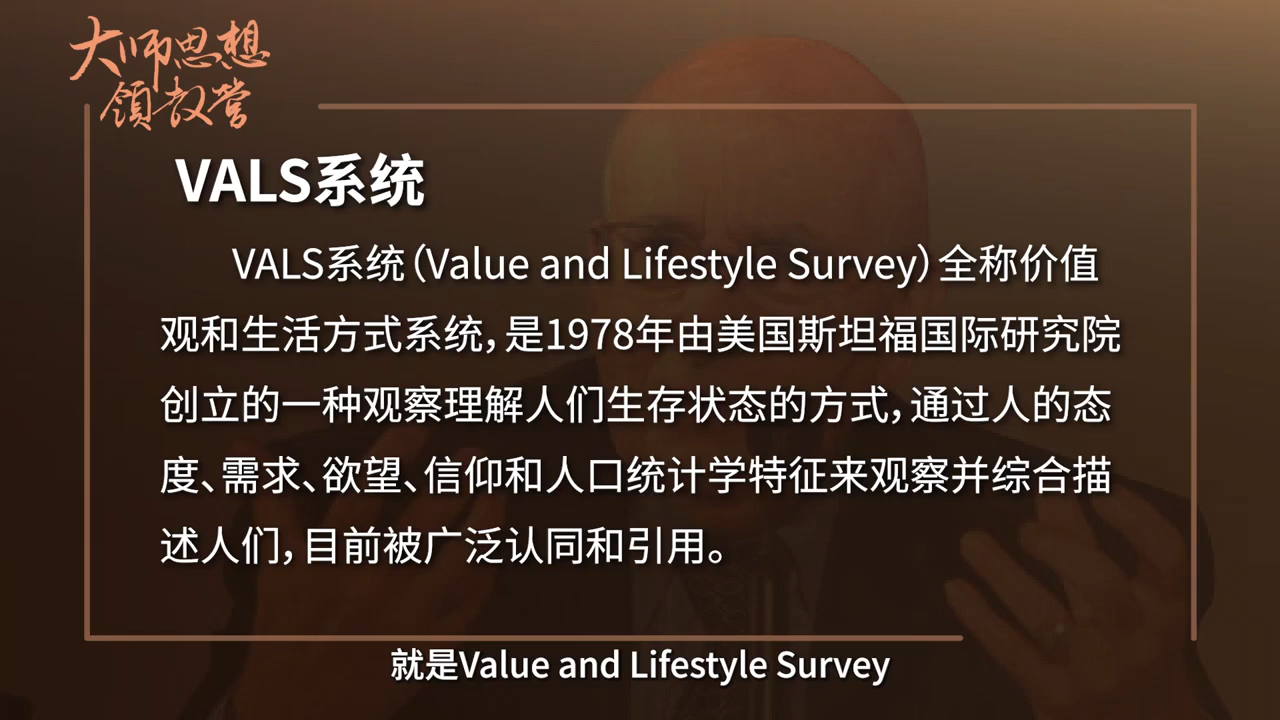 大师思想
領教營
VALS系统
VALS系统（Value and Lifestyle Survey）全称价值
观和生活方式系统，是1978年由美国斯坦福国际研究院
创立的一种观察理解人们生存状态的方式，通过人的态
度、需求、欲望、信仰和人口统计学特征来观察并综合描
述人们，目前被广泛认同和引用。
就是Value and Lifestyle Survey